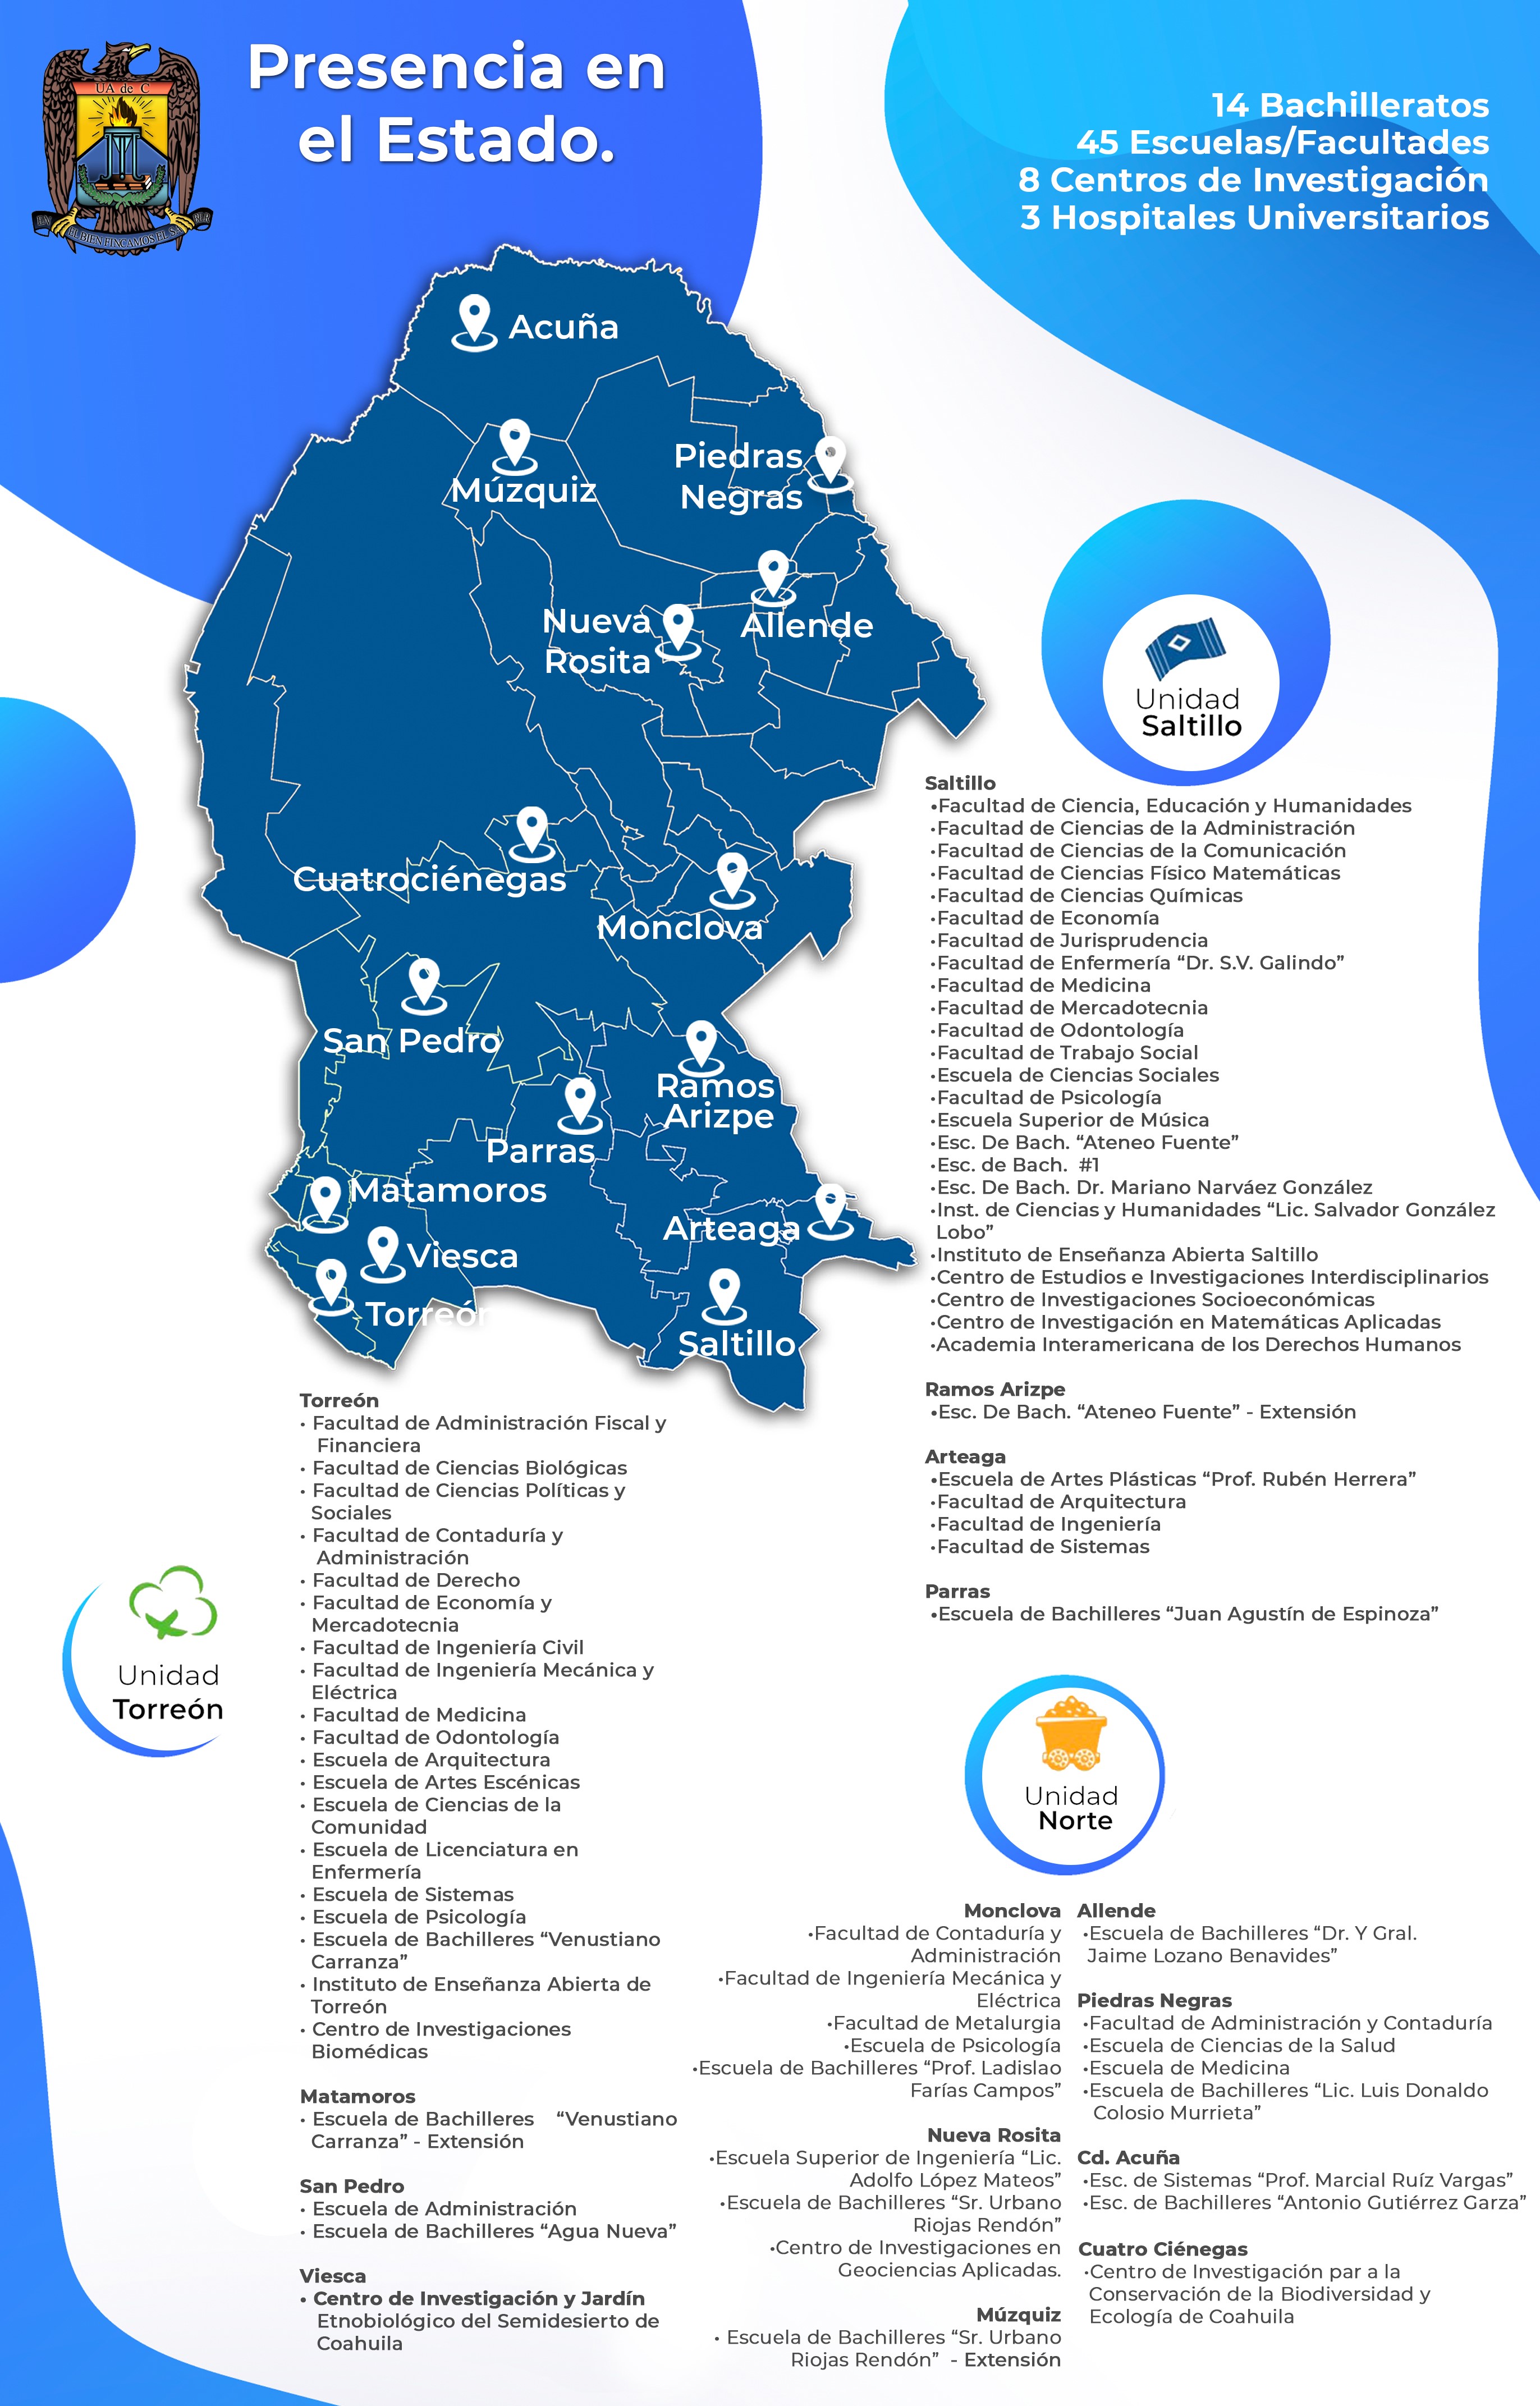 Presencia en
el Estado.
UA de C
EL BIEN FINCAMOS EL SA
14 Bachilleratos
45 Escuelas/Facultades
8 Centros de Investigación
3 Hospitales Universitarios
Acuña
Múzquiz
Piedras
Negras
Allende
Nueva
Rosita
Cuatrociénegas
Monclova
San Pedro
Ramos
Arizpe
Parras
Matamoros
Arteaga
Viesca
Torreón
Saltillo
Unidad
Saltillo
Saltillo
•Facultad de Ciencia, Educación y Humanidades
•Facultad de Ciencias de la Administración
•Facultad de Ciencias de la Comunicación
•Facultad de Ciencias Físico Matemáticas
•Facultad de Ciencias Químicas
•Facultad de Economía
•Facultad de Jurisprudencia
•Facultad de Enfermería “Dr. S.V. Galindo”
•Facultad de Medicina
•Facultad de Mercadotecnia
•Facultad de Odontología
•Facultad de Trabajo Social
•Escuela de Ciencias Sociales
•Facultad de Psicología
•Escuela Superior de Música
•Esc. De Bach. “Ateneo Fuente”
•Esc. de Bach. #1
•Esc. De Bach. Dr. Mariano Narváez González
•Inst. de Ciencias y Humanidades “Lic. Salvador González
Lobo”
•Instituto de Enseñanza Abierta Saltillo
•Centro de Estudios e Investigaciones Interdisciplinarios
•Centro de Investigaciones Socioeconómicas
•Centro de Investigación en Matemáticas Aplicadas
•Academia Interamericana de los Derechos Humanos
Ramos Arizpe
•Esc. De Bach. “Ateneo Fuente” - Extensión
Arteaga
•Escuela de Artes Plásticas “Prof. Rubén Herrera”
•Facultad de Arquitectura
•Facultad de Ingeniería
•Facultad de Sistemas
Parras
•Escuela de Bachilleres “Juan Agustín de Espinoza”
Unidad
Torreón
Torreón
• Facultad de Administración Fiscal y
Financiera
• Facultad de Ciencias Biológicas
• Facultad de Ciencias Políticas y
Sociales
• Facultad de Contaduría y
Administración
• Facultad de Derecho
• Facultad de Economía y
Mercadotecnia
• Facultad de Ingeniería Civil
• Facultad de Ingeniería Mecánica y
Eléctrica
• Facultad de Medicina
• Facultad de Odontología
• Escuela de Arquitectura
• Escuela de Artes Escénicas
• Escuela de Ciencias de la
Comunidad
• Escuela de Licenciatura en
Enfermería
• Escuela de Sistemas
• Escuela de Psicología
• Escuela de Bachilleres “Venustiano
Carranza”
• Instituto de Enseñanza Abierta de
Torreón
• Centro de Investigaciones
Biomédicas
Matamoros
• Escuela de Bachilleres “Venustiano
Carranza” - Extensión
San Pedro
• Escuela de Administración
• Escuela de Bachilleres “Agua Nueva”
Viesca
• Centro de Investigación y Jardín
Etnobiológico del Semidesierto de
Coahuila
Unidad
Norte
Monclova
•Facultad de Contaduría y
Administración
•Facultad de Ingeniería Mecánica y
Eléctrica
•Facultad de Metalurgia
•Escuela de Psicología
•Escuela de Bachilleres “Prof. Ladislao
Farías Campos”
Nueva Rosita
•Escuela Superior de Ingeniería “Lic.
Adolfo López Mateos”
•Escuela de Bachilleres “Sr. Urbano
Riojas Rendón”
•Centro de Investigaciones en
Geociencias Aplicadas.
Múzquiz
• Escuela de Bachilleres “Sr. Urbano
Riojas Rendón” - Extensión
Allende
•Escuela de Bachilleres “Dr. Y Gral.
Jaime Lozano Benavides”
Piedras Negras
•Facultad de Administración y Contaduría
•Escuela de Ciencias de la Salud
•Escuela de Medicina
•Escuela de Bachilleres “Lic. Luis Donaldo
Colosio Murrieta”
Cd. Acuña
•Esc. de Sistemas “Prof. Marcial Ruíz Vargas”
•Esc. de Bachilleres “Antonio Gutiérrez Garza”
Cuatro Ciénegas
•Centro de Investigación par a la
Conservación de la Biodiversidad y
Ecología de Coahuila